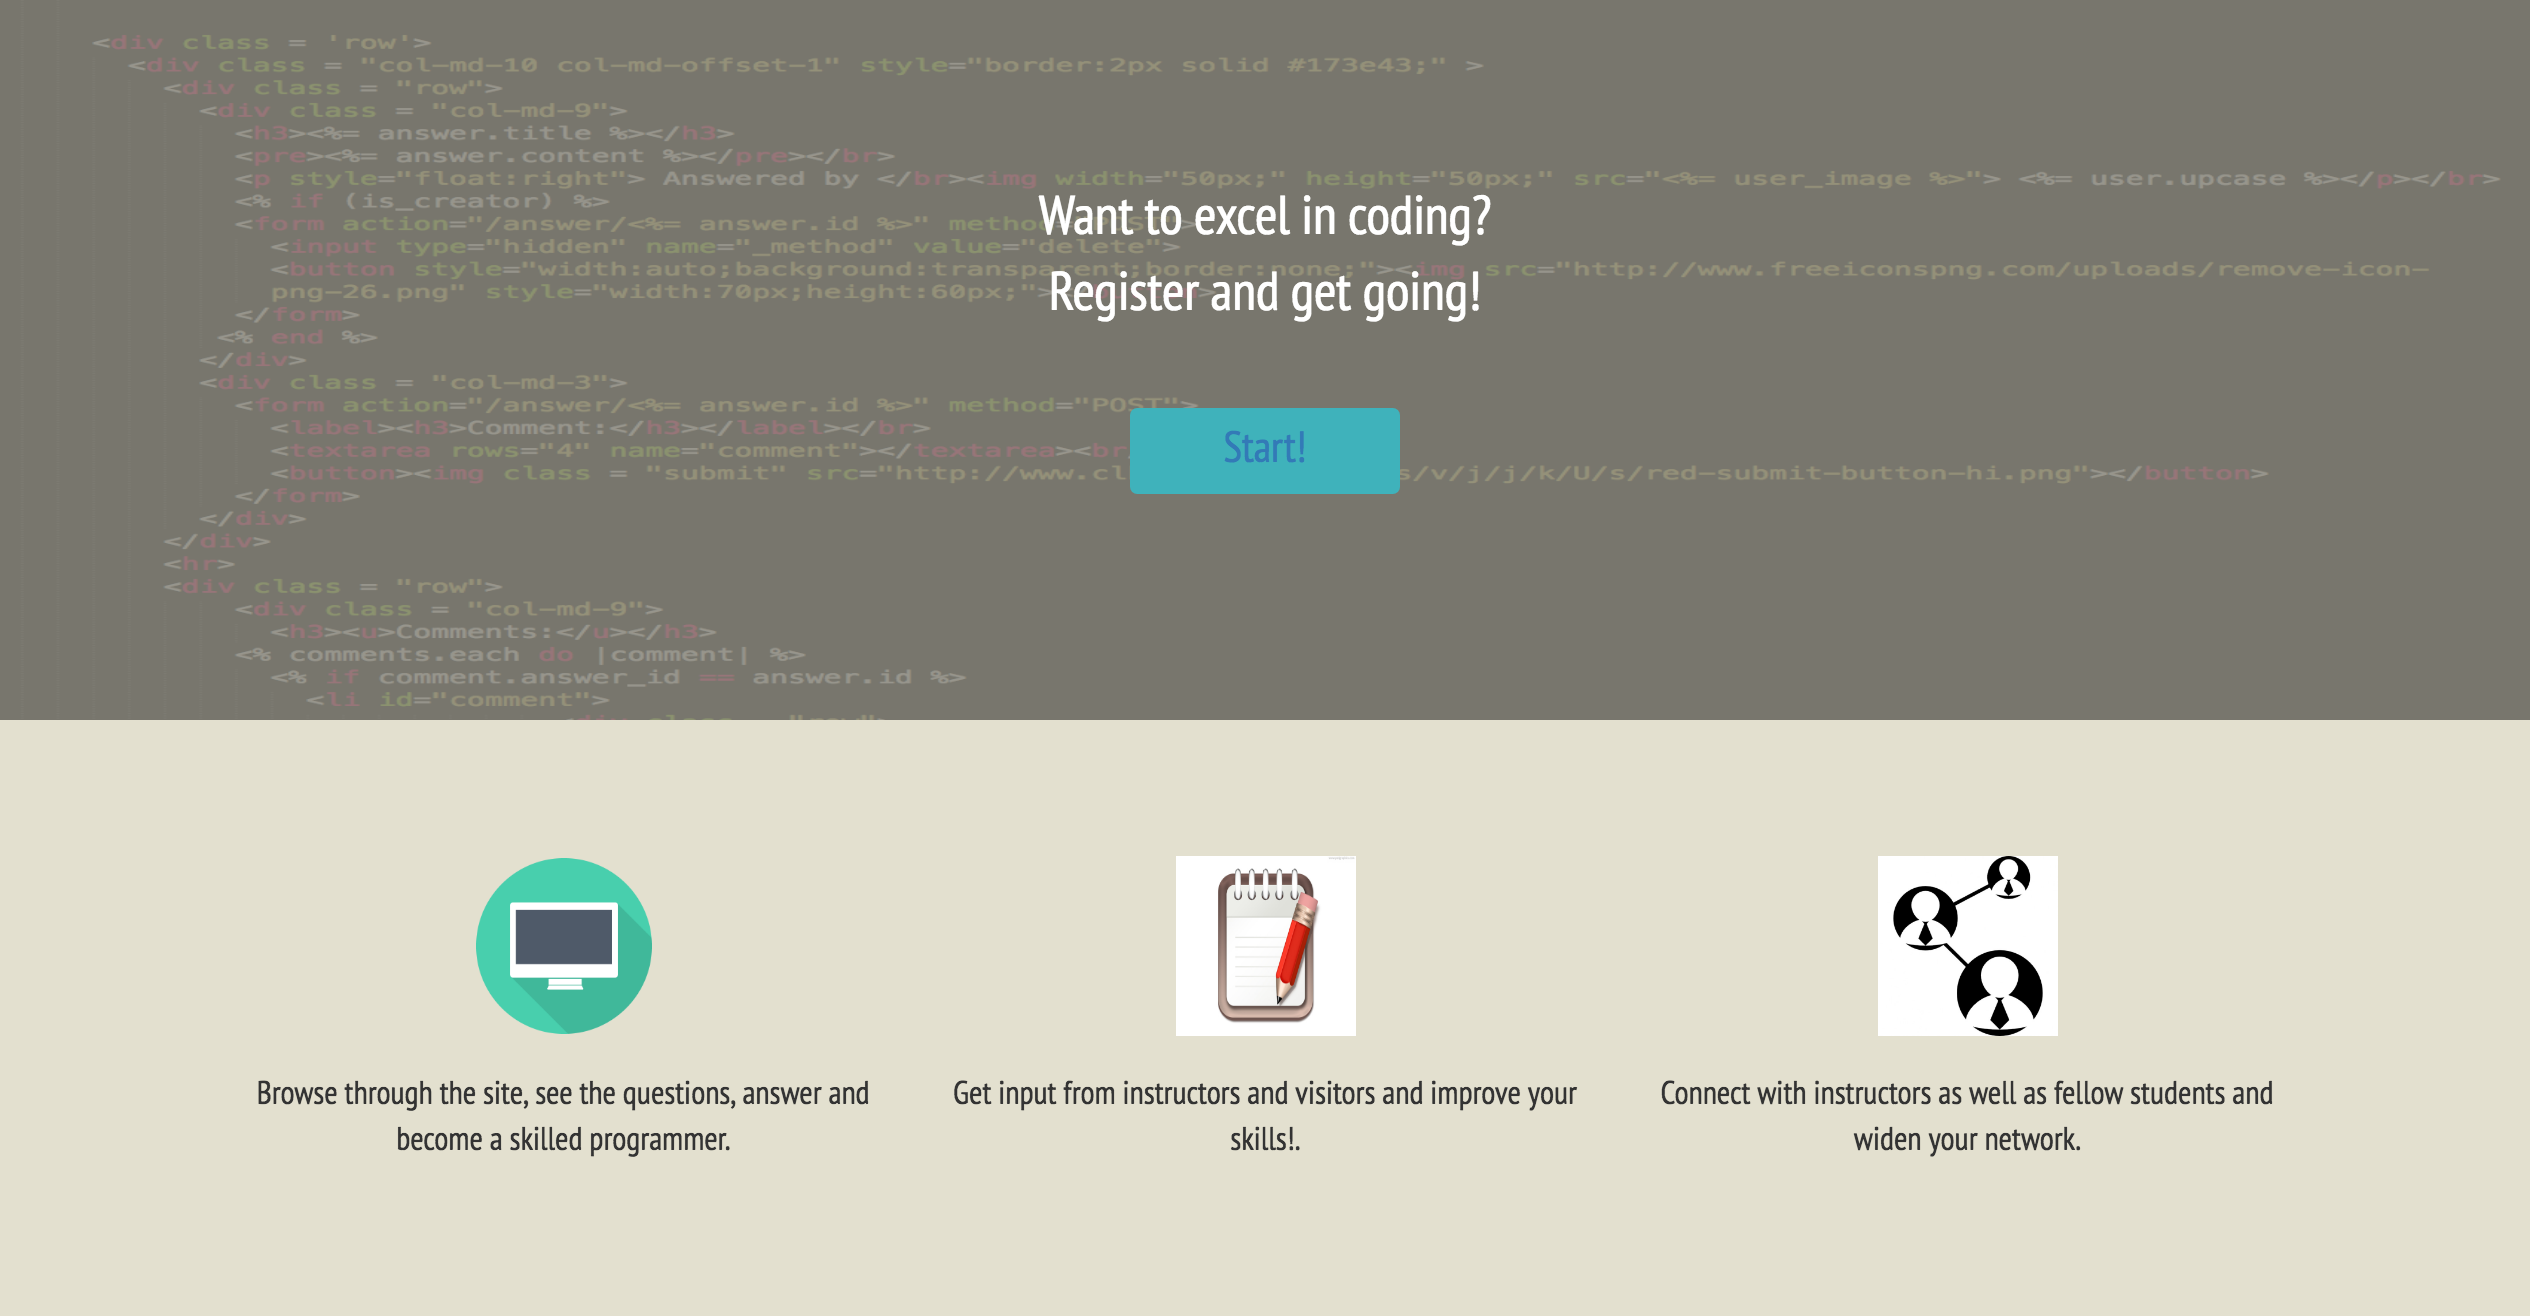 <div class = 'row'>
<div class = "col-md-10 col-md-offset-1" style="border:2px solid #173e43;" >
<div class = "row">
<div class = "col-md-9">
<h3><%= answer.title %></h3>
<pre><%= answer.content %></pre></br>
<p style="float:right"> Answered by </br><img width="50px;" height="50px;" src="<%= user_image %>"> <%= user.upcase %></p></br>
<% if (is_creator) %>
<form action="/answer/<%= answer.id %>" method="POST">
Want to excel in coding?
<input type="hidden" name="_method" value="delete">
<button style="width:auto;background:transparent;border:none;"><img src="http://www.freeiconspng.com/uploads/remove-icon-
png-26.png" style="width:70px;height:60px;">
Register and get going!
</form>
<% end %>
</div>
<div class = "col-md-3">
<form action="/answer/<%= answer.id %>" method="POST">
<label><h3>Comment:</h3></label></br>
Start!
<textarea rows="4" name="comment"></textarea><br
<button><img class = "submit" src="http://www.cl s/v/j/j/k/U/s/red-submit-button-hi.png"></button>
</form>
</div>
</div>
<hr>
<div class = "row">
<div class = "col-md-9">
<h3><u>Comments:</u></h3>
<% comments.each do |comment| %>
<% if comment.answer_id == answer.id %>
<li id="comment">
Browse through the site, see the questions, answer and
become a skilled programmer.
Get input from instructors and visitors and improve your
skills!.
Connect with instructors as well as fellow students and
widen your network.